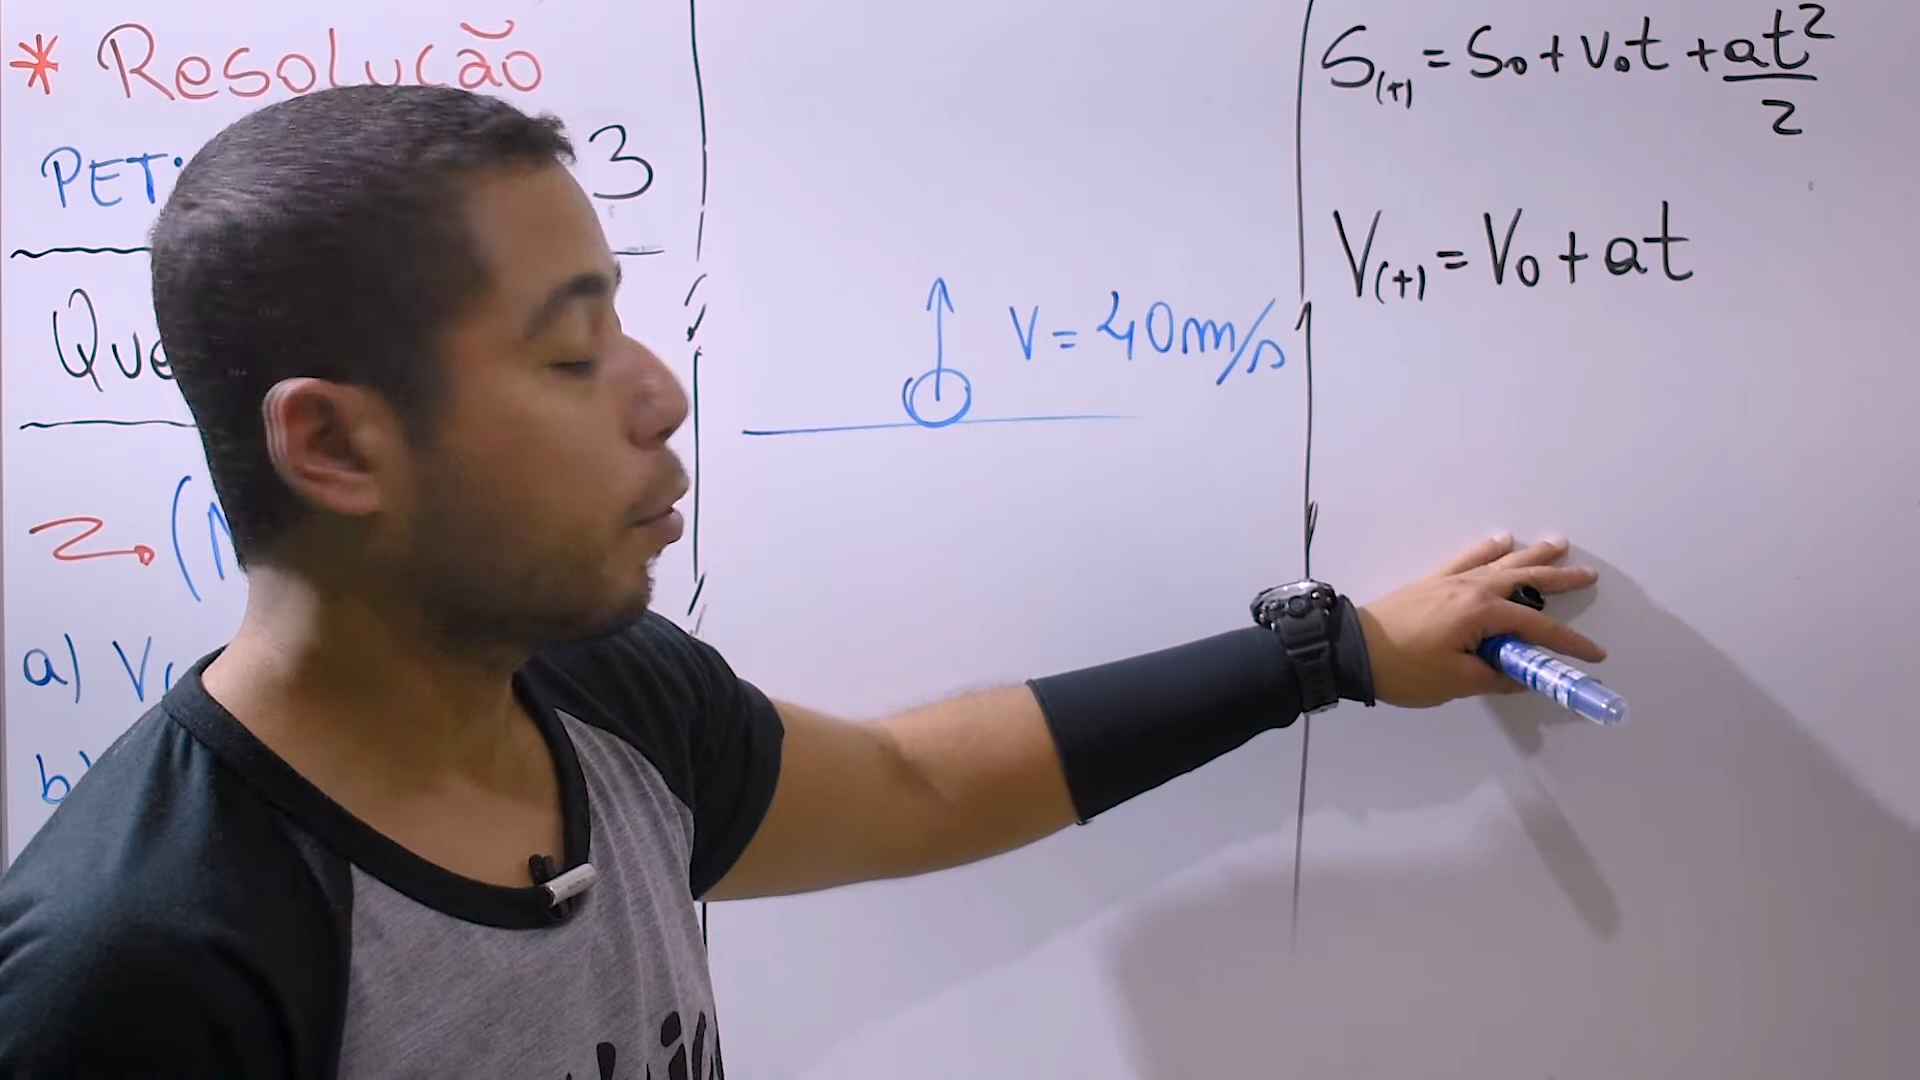 * Resolução
PET: 3
Que
(
a) V
b)
V = 40m/s
S(t) = S0 + v0t + at²
2
V(t) = V0 + at